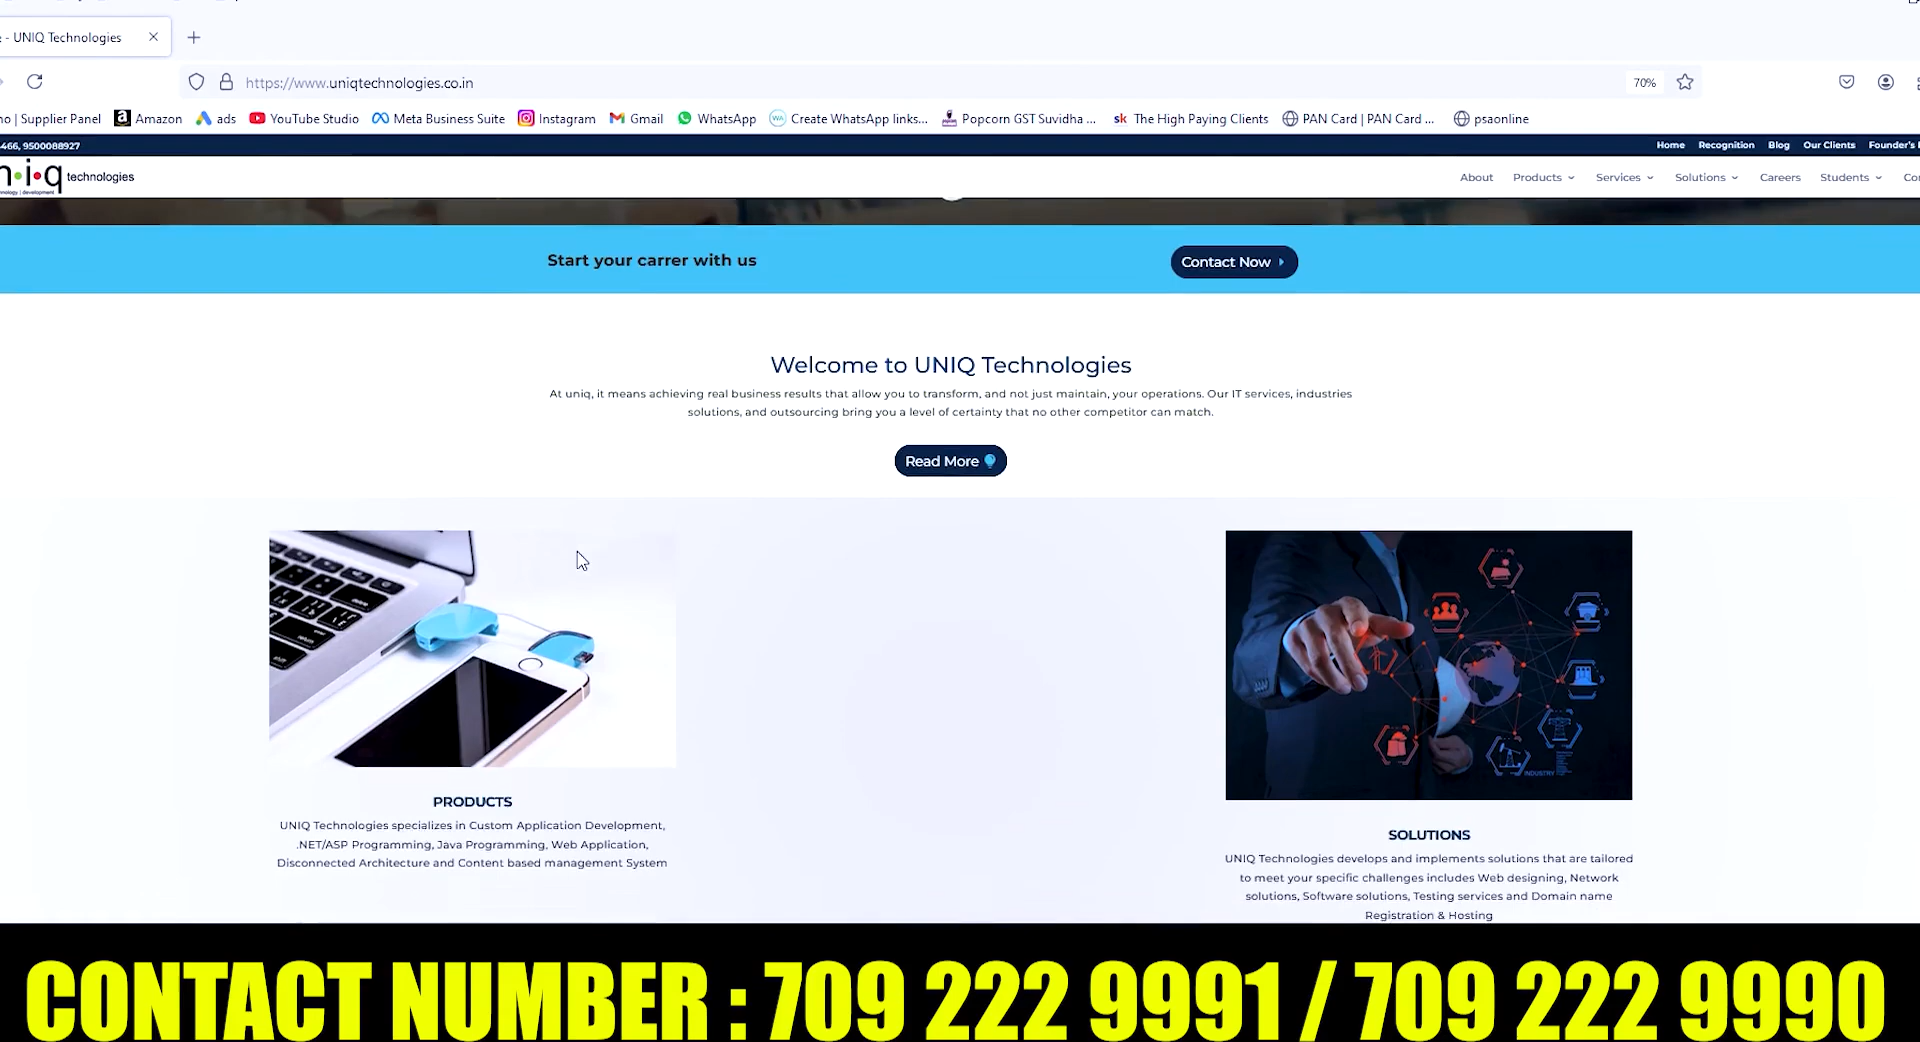 - UNIQ Technologies
https://www.uniqtechnologies.co.in
70%
| Supplier Panel
Amazon
ads
YouTube Studio
Meta Business Suite
Instagram
Gmail
WhatsApp
Create WhatsApp links...
Popcorn GST Suvidha ...
sk The High Paying Clients
PAN Card | PAN Card ...
psaonline
466, 9500088927
Home
Recognition
Blog
Our Clients
Founder's
n·i·q technologies
About
Products
Services
Solutions
Careers
Students
Start your carrer with us
Contact Now
Welcome to UNIQ Technologies
At uniq, it means achieving real business results that allow you to transform, and not just maintain, your operations. Our IT services, industries
solutions, and outsourcing bring you a level of certainty that no other competitor can match.
Read More
PRODUCTS
UNIQ Technologies specializes in Custom Application Development,
.NET/ASP Programming, Java Programming, Web Application,
Disconnected Architecture and Content based management System
INDUSTRY
SOLUTIONS
UNIQ Technologies develops and implements solutions that are tailored
to meet your specific challenges includes Web designing, Network
solutions, Software solutions, Testing services and Domain name
Registration & Hosting
CONTACT NUMBER : 709 222 9991 / 709 222 9990